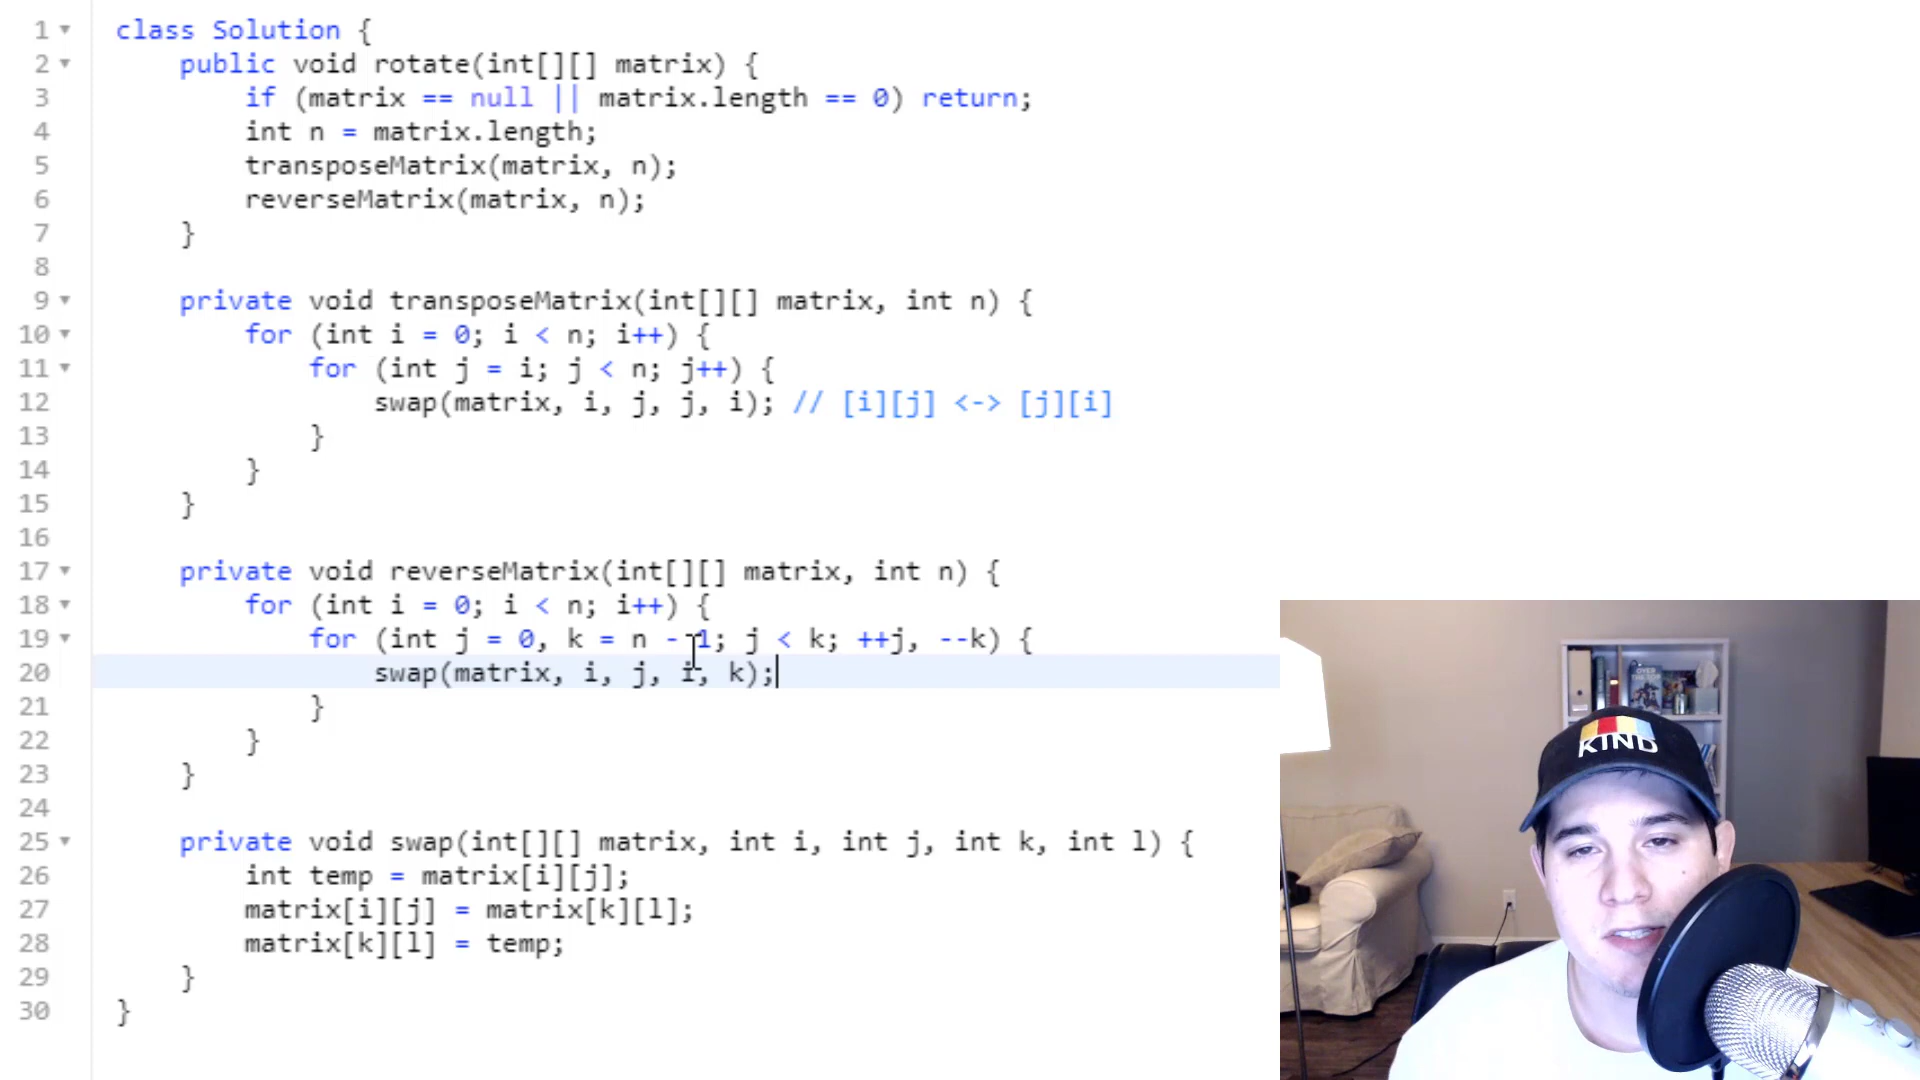 1 class Solution {
2 public void rotate(int[][] matrix) {
3 if (matrix == null || matrix.length == 0) return;
4 int n = matrix.length;
5 transposeMatrix(matrix, n);
6 reverseMatrix(matrix, n);
7 }
8
9 private void transposeMatrix(int[][] matrix, int n) {
10 for (int i = 0; i < n; i++) {
11 for (int j = i; j < n; j++) {
12 swap(matrix, i, j, j, i); // [i][j] <-> [j][i]
13 }
14 }
15 }
16
17 private void reverseMatrix(int[][] matrix, int n) {
18 for (int i = 0; i < n; i++) {
19 for (int j = 0, k = n - 1; j < k; ++j, --k) {
20 swap(matrix, i, j, i, k);
21 }
22 }
23 }
24
25 private void swap(int[][] matrix, int i, int j, int k, int l) {
26 int temp = matrix[i][j];
27 matrix[i][j] = matrix[k][l];
28 matrix[k][l] = temp;
29 }
30 }
KIND